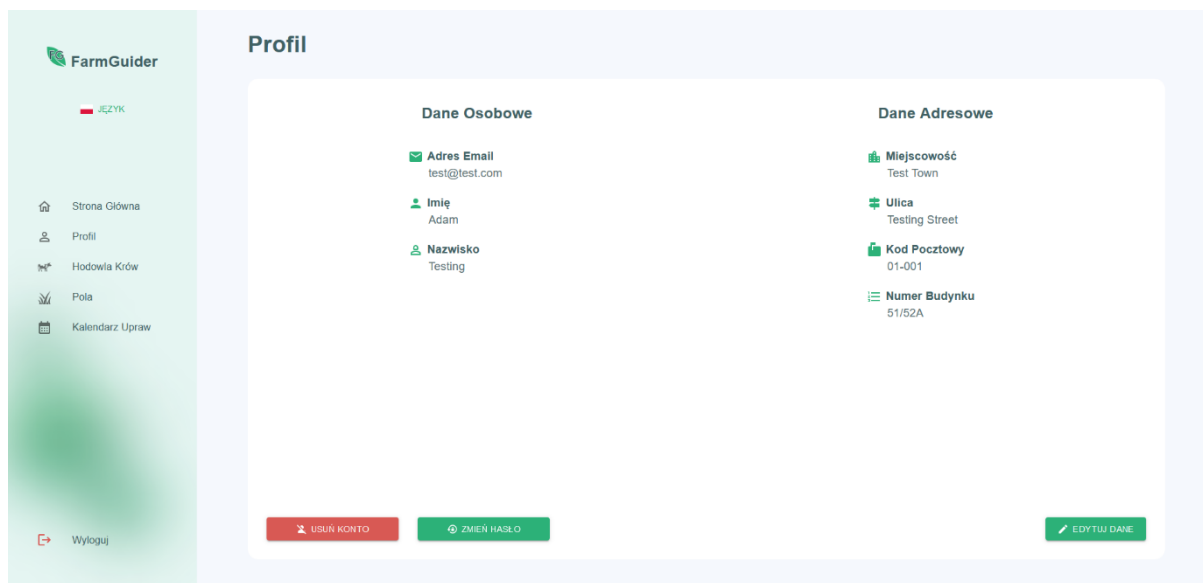 FarmGuider
JĘZYK
Strona Główna
Profil
Hodowla Krów
Pola
Kalendarz Upraw
Wyloguj
Profil
Dane Osobowe
Adres Email
test@test.com
Imię
Adam
Nazwisko
Testing
Dane Adresowe
Miejscowość
Test Town
Ulica
Testing Street
Kod Pocztowy
01-001
Numer Budynku
51/52A
USUŃ KONTO
ZMIEŃ HASŁO
EDYTUJ DANE